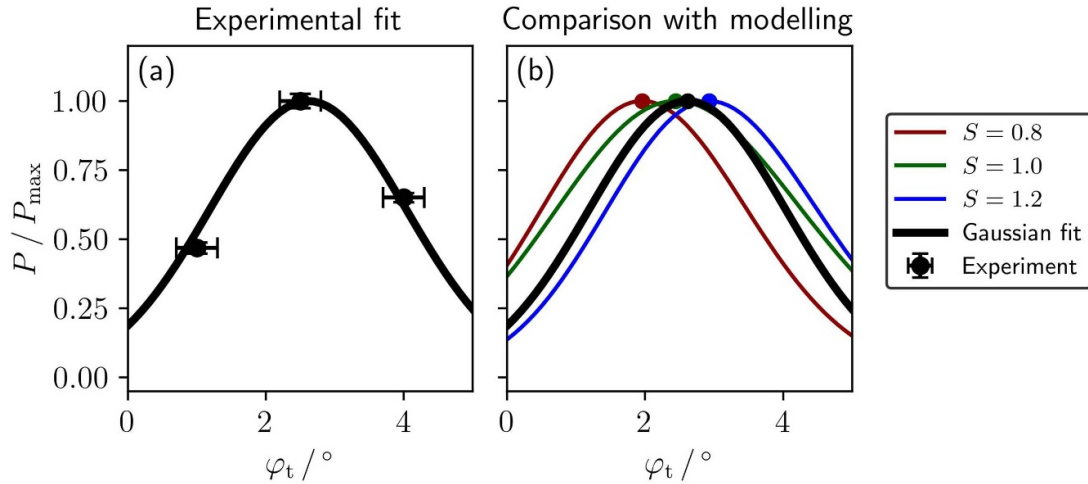 Experimental fit
Comparison with modelling
(a)
(b)
1.00
0.75
0.50
0.25
0.00
P / P_max
0 2 4
0 2 4
φ_t / °
φ_t / °
S = 0.8
S = 1.0
S = 1.2
Gaussian fit
Experiment